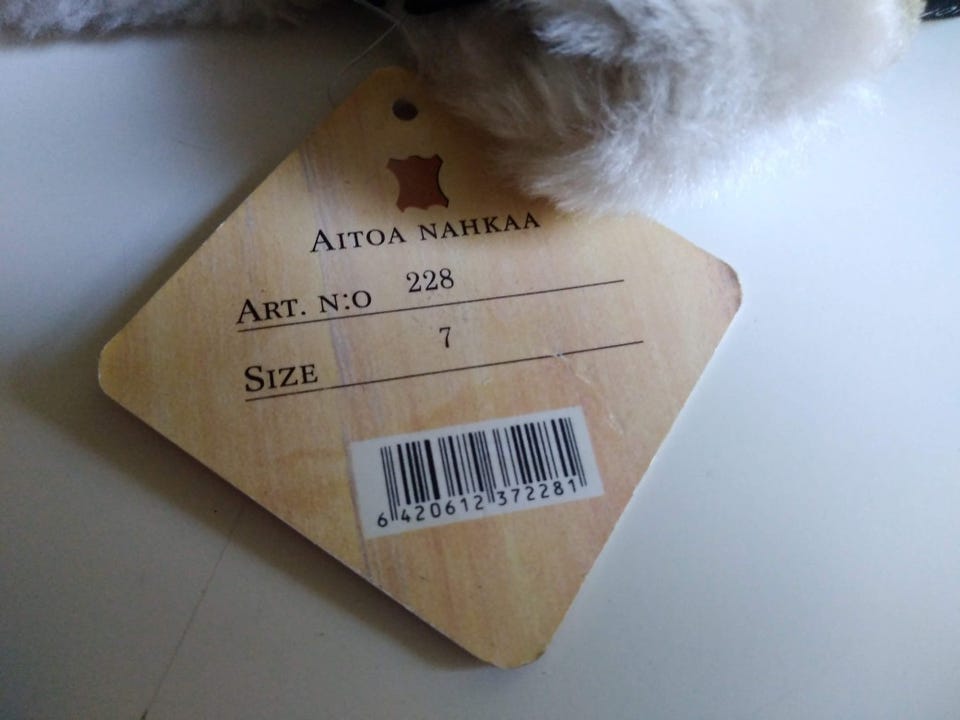 AITOA NAHKAA
ART. N:O 228
SIZE 7
6 420612 372281